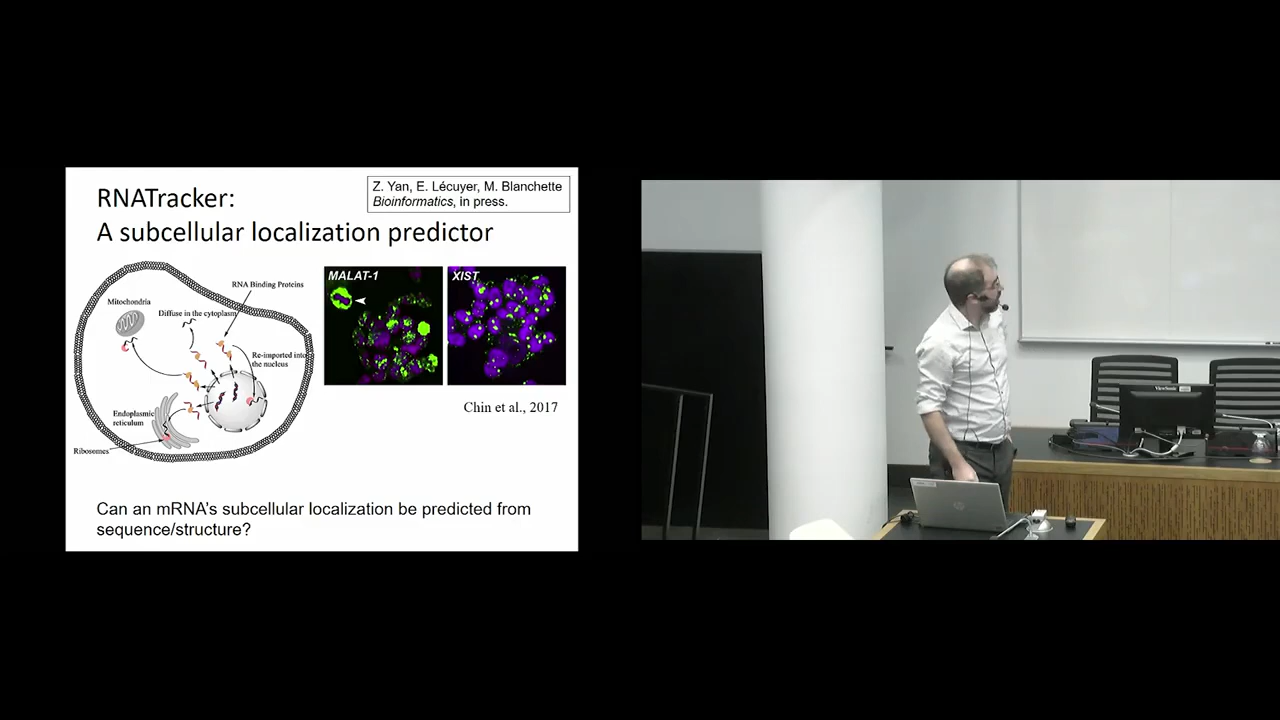 RNATracker:
A subcellular localization predictor
Z. Yan, E. Lécuyer, M. Blanchette
Bioinformatics, in press.
RNA Binding Proteins
Mitochondria
Diffuse in the cytoplasm
Re-imported into
the nucleus
Endoplasmic
reticulum
Ribosomes
MALAT-1
XIST
Chin et al., 2017
Can an mRNA's subcellular localization be predicted from
sequence/structure?
ViewSonic
hp